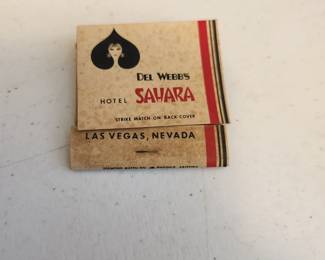 DEL WEBB'S
HOTEL SAHARA
STRIKE MATCH ON BACK COVER
LAS VEGAS, NEVADA